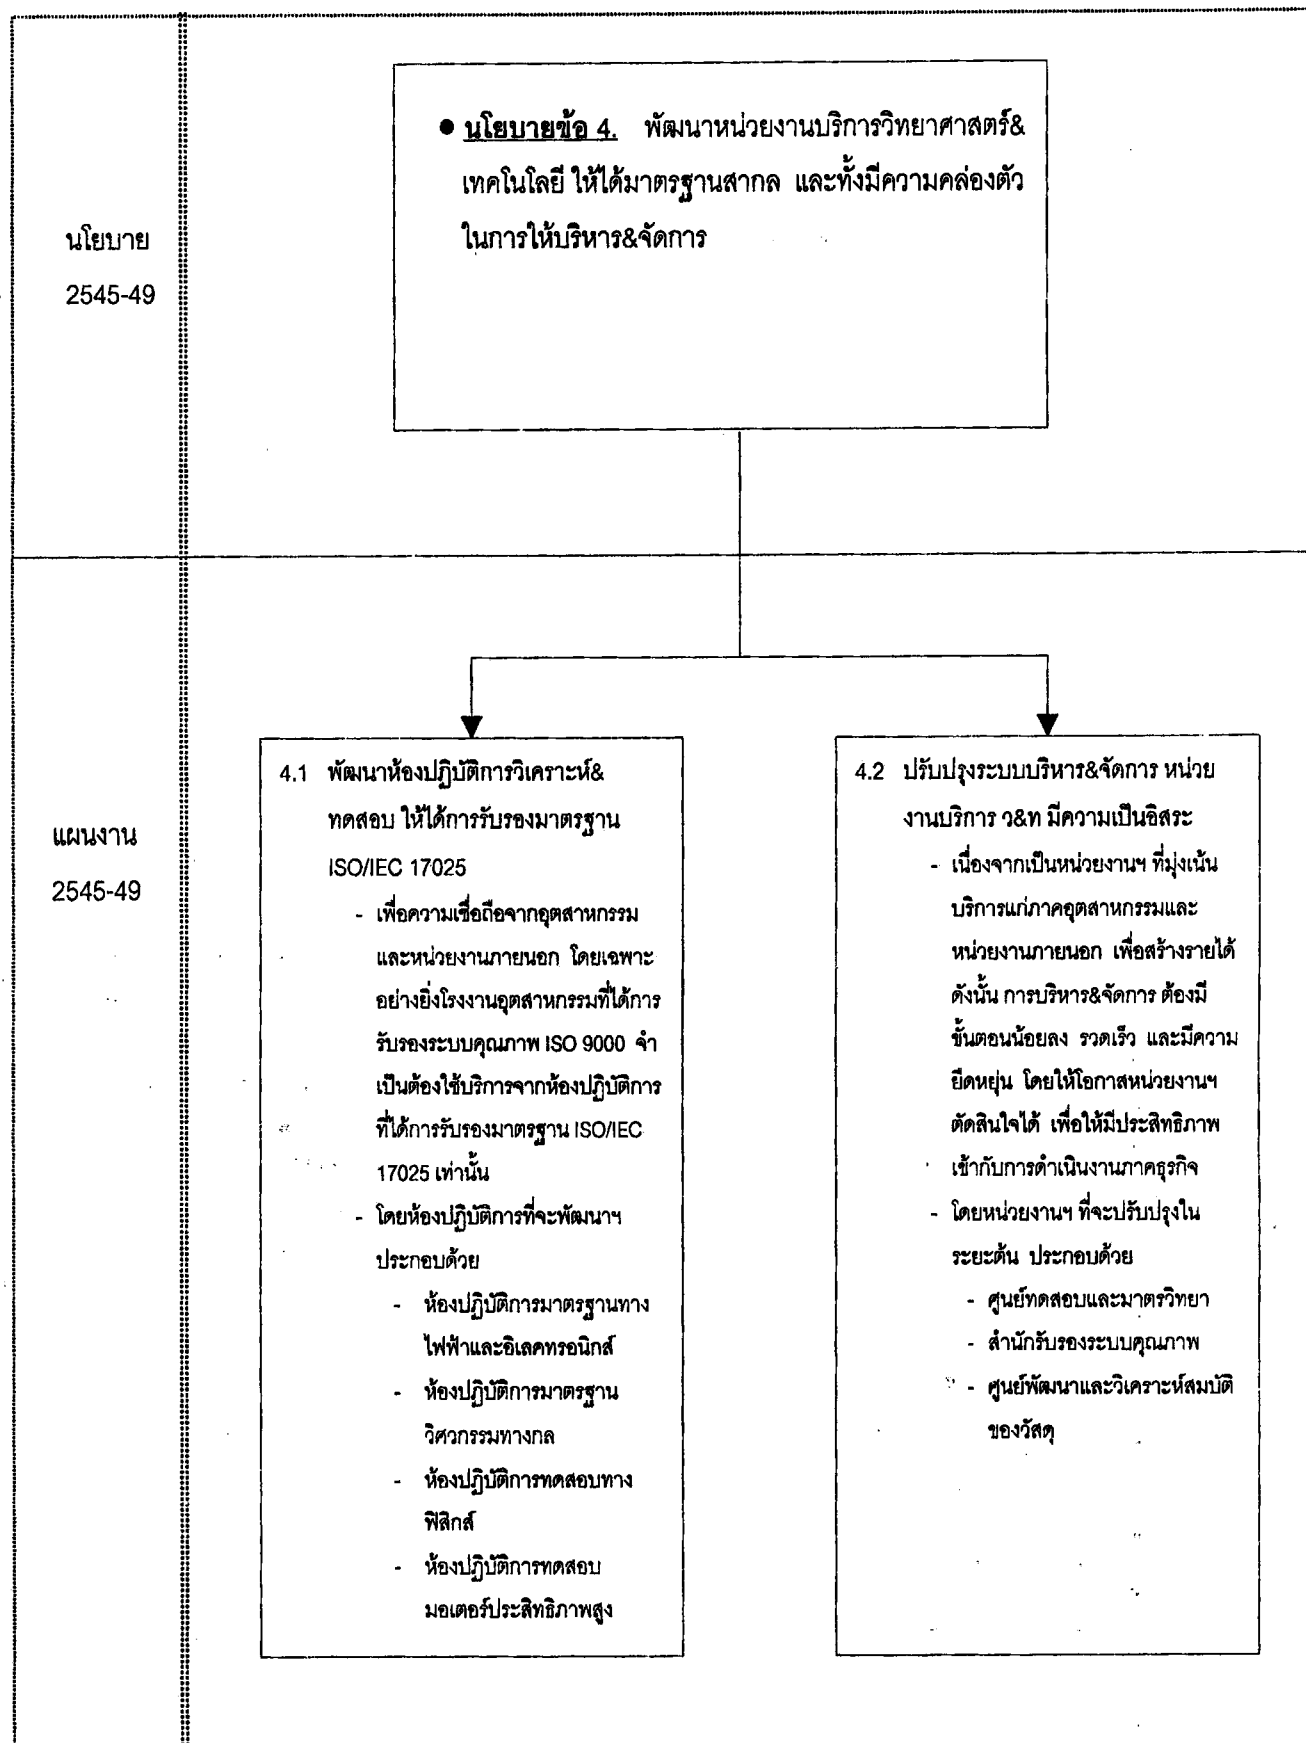 นโยบาย
2545-49
● นโยบายข้อ 4. พัฒนาหน่วยงานบริการวิทยาศาสตร์&
เทคโนโลยี ให้ได้มาตรฐานสากล และทั้งมีความคล่องตัว
ในการให้บริหาร&จัดการ
แผนงาน
2545-49
4.1 พัฒนาห้องปฏิบัติการวิเคราะห์&
ทดสอบ ให้ได้การรับรองมาตรฐาน
ISO/IEC 17025
- เพื่อความเชื่อถือจากอุตสาหกรรม
และหน่วยงานภายนอก โดยเฉพาะ
อย่างยิ่งโรงงานอุตสาหกรรมที่ได้การ
รับรองระบบคุณภาพ ISO 9000 จำ
เป็นต้องใช้บริการจากห้องปฏิบัติการ
ที่ได้การรับรองมาตรฐาน ISO/IEC
17025 เท่านั้น
- โดยห้องปฏิบัติการที่จะพัฒนาฯ
ประกอบด้วย
- ห้องปฏิบัติการมาตรฐานทาง
ไฟฟ้าและอิเลคทรอนิกส์
- ห้องปฏิบัติการมาตรฐาน
วิศวกรรมทางกล
- ห้องปฏิบัติการทดสอบทาง
ฟิสิกส์
- ห้องปฏิบัติการทดสอบ
มอเตอร์ประสิทธิภาพสูง
4.2 ปรับปรุงระบบบริหาร&จัดการ หน่วย
งานบริการ ว&ท มีความเป็นอิสระ
- เนื่องจากเป็นหน่วยงานฯ ที่มุ่งเน้น
บริการแก่ภาคอุตสาหกรรมและ
หน่วยงานภายนอก เพื่อสร้างรายได้
ดังนั้น การบริหาร&จัดการ ต้องมี
ขั้นตอนน้อยลง รวดเร็ว และมีความ
ยืดหยุ่น โดยให้โอกาสหน่วยงานฯ
ตัดสินใจได้ เพื่อให้มีประสิทธิภาพ
เข้ากับการดำเนินงานภาคธุรกิจ
- โดยหน่วยงานฯ ที่จะปรับปรุงใน
ระยะต้น ประกอบด้วย
- ศูนย์ทดสอบและมาตรวิทยา
- สำนักรับรองระบบคุณภาพ
- ศูนย์พัฒนาและวิเคราะห์สมบัติ
ของวัสดุ